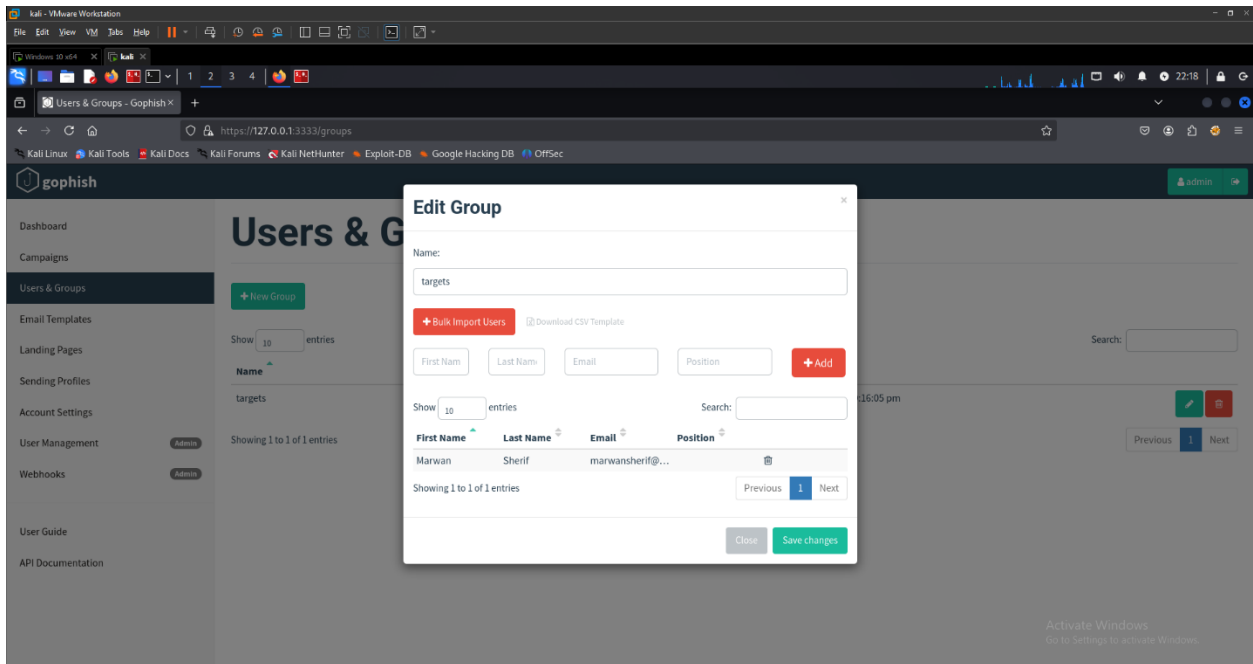 kali - VMware Workstation
File Edit View VM Tabs Help
Windows 10 x64 kali
1 2 3 4 22:18
Users & Groups - Gophish
https://127.0.0.1:3333/groups
Kali Linux Kali Tools Kali Docs Kali Forums Kali NetHunter Exploit-DB Google Hacking DB OffSec
gophish admin
Dashboard
Campaigns
Users & Groups
Email Templates
Landing Pages
Sending Profiles
Account Settings
User Management Admin
Webhooks Admin
User Guide
API Documentation
Users & G
New Group
Show 10 entries Search:
Name
targets :16:05 pm
Showing 1 to 1 of 1 entries Previous 1 Next
Edit Group
Name:
targets
Bulk Import Users Download CSV Template
First Nam Last Nam Email Position Add
Show 10 entries Search:
First Name Last Name Email Position
Marwan Sherif marwansherif@...
Showing 1 to 1 of 1 entries Previous 1 Next
Close Save changes
Activate Windows
Go to Settings to activate Windows.